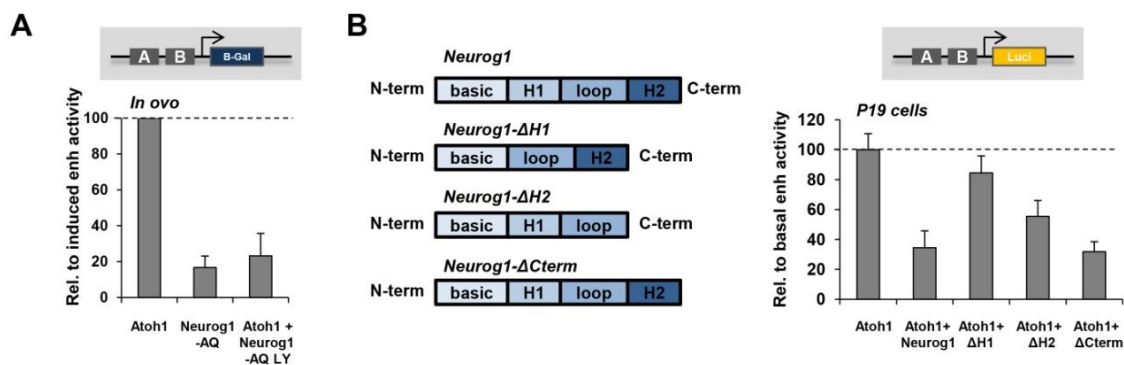 A
A B B-Gal
In ovo
Rel. to induced enh activity
100
80
60
40
20
0
Atoh1
Neurog1
-AQ
Atoh1 +
Neurog1
-AQ LY
B
Neurog1
N-term basic H1 loop H2 C-term
Neurog1-ΔH1
N-term basic loop H2 C-term
Neurog1-ΔH2
N-term basic H1 loop C-term
Neurog1-ΔCterm
N-term basic H1 loop H2
A B Luci
P19 cells
Rel. to basal enh activity
120
100
80
60
40
20
0
Atoh1
Atoh1+
Neurog1
Atoh1+
ΔH1
Atoh1+
ΔH2
Atoh1+
ΔCterm